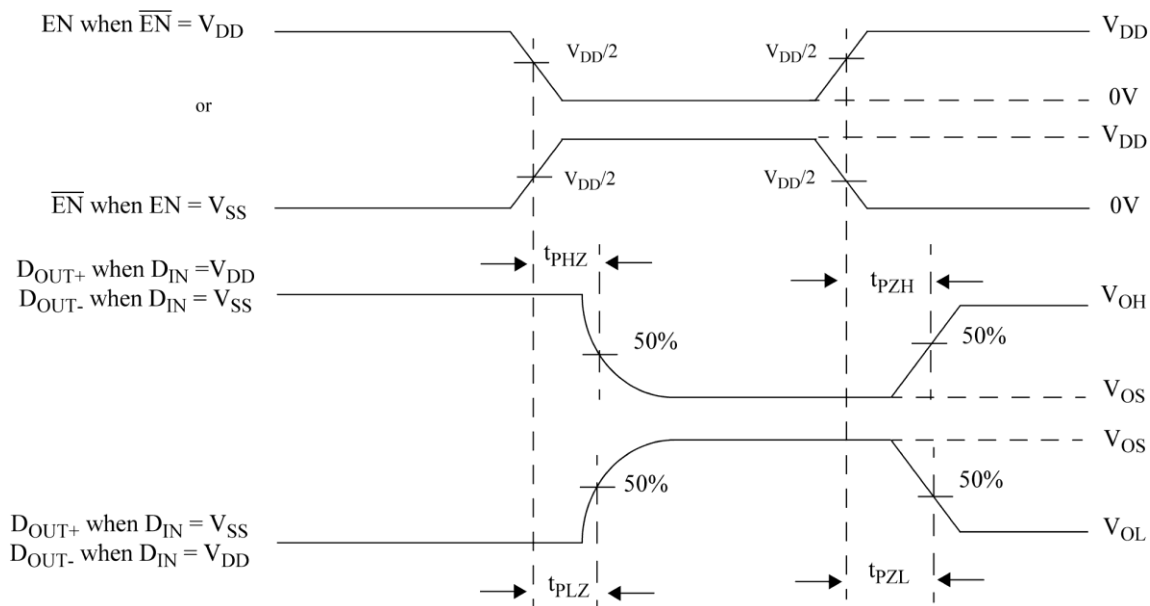 EN when E̅N̅ = V_DD
V_DD/2
V_DD/2
V_DD
or
0V
V_DD
V_DD/2
V_DD/2
E̅N̅ when EN = V_SS
0V
t_PHZ
D_OUT+ when D_IN =V_DD
D_OUT- when D_IN = V_SS
t_PZH
V_OH
50%
50%
V_OS
V_OS
50%
50%
D_OUT+ when D_IN = V_SS
D_OUT- when D_IN = V_DD
V_OL
t_PLZ
t_PZL